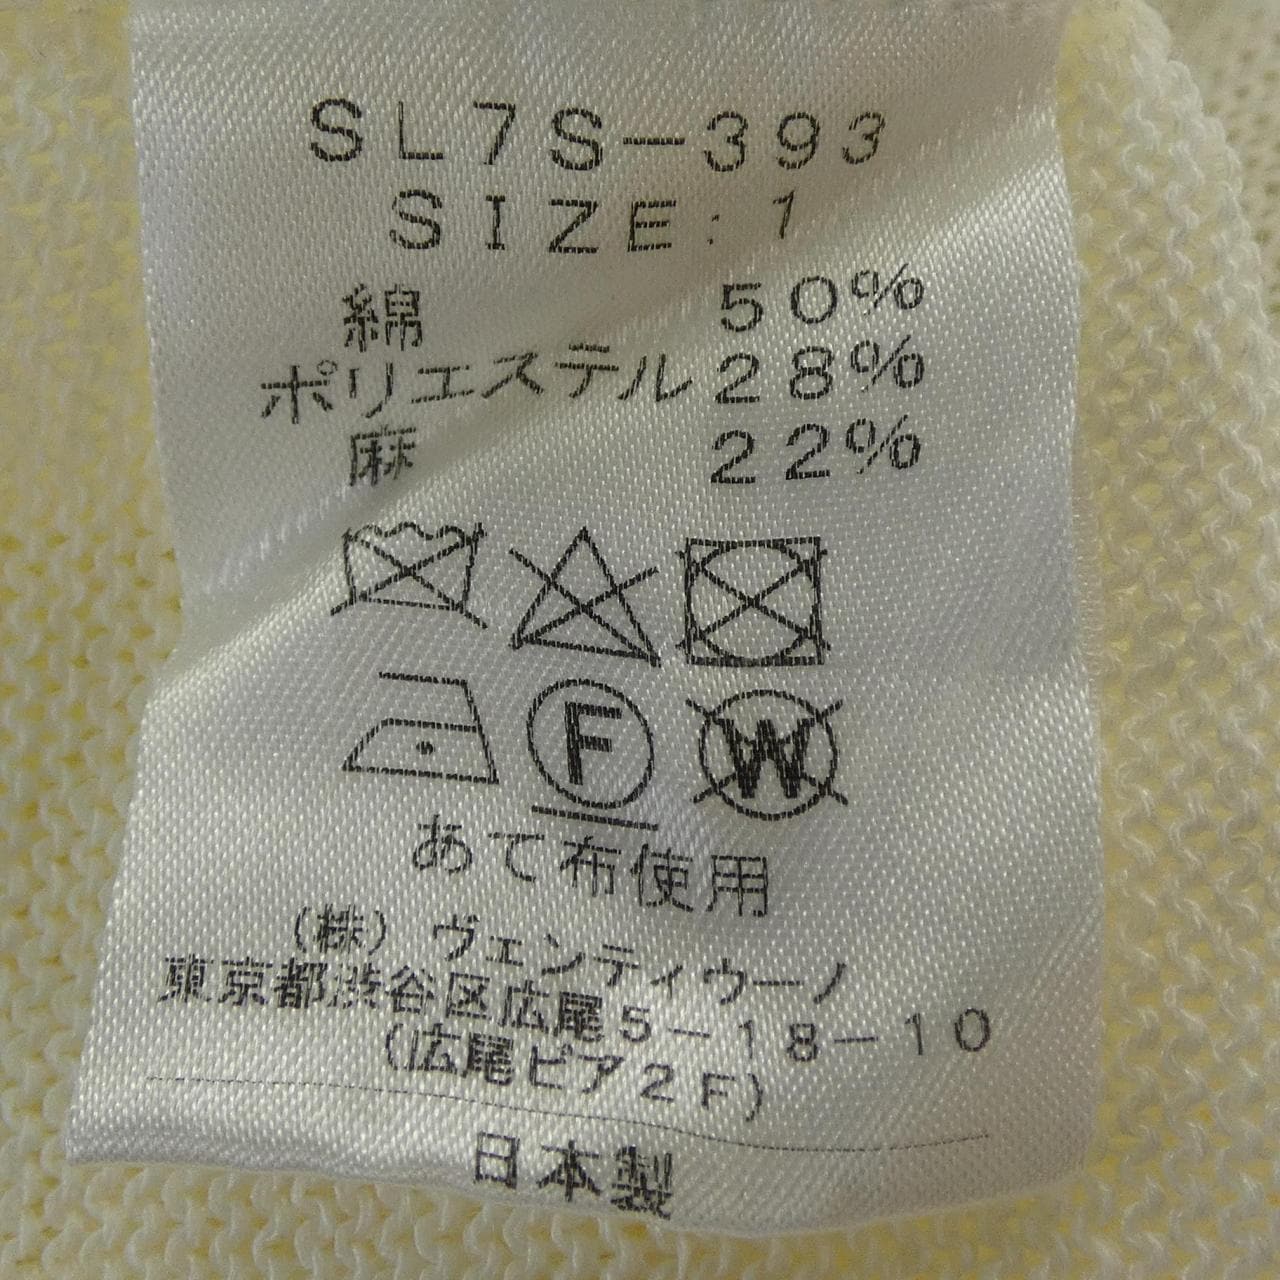 SL7S-393
SIZE:1
綿 50%
ポリエステル 28%
麻 22%
F W
あて布使用
(株) ヴェンティウーノ
東京都渋谷区広尾5-18-10
(広尾ピア2F)
日本製